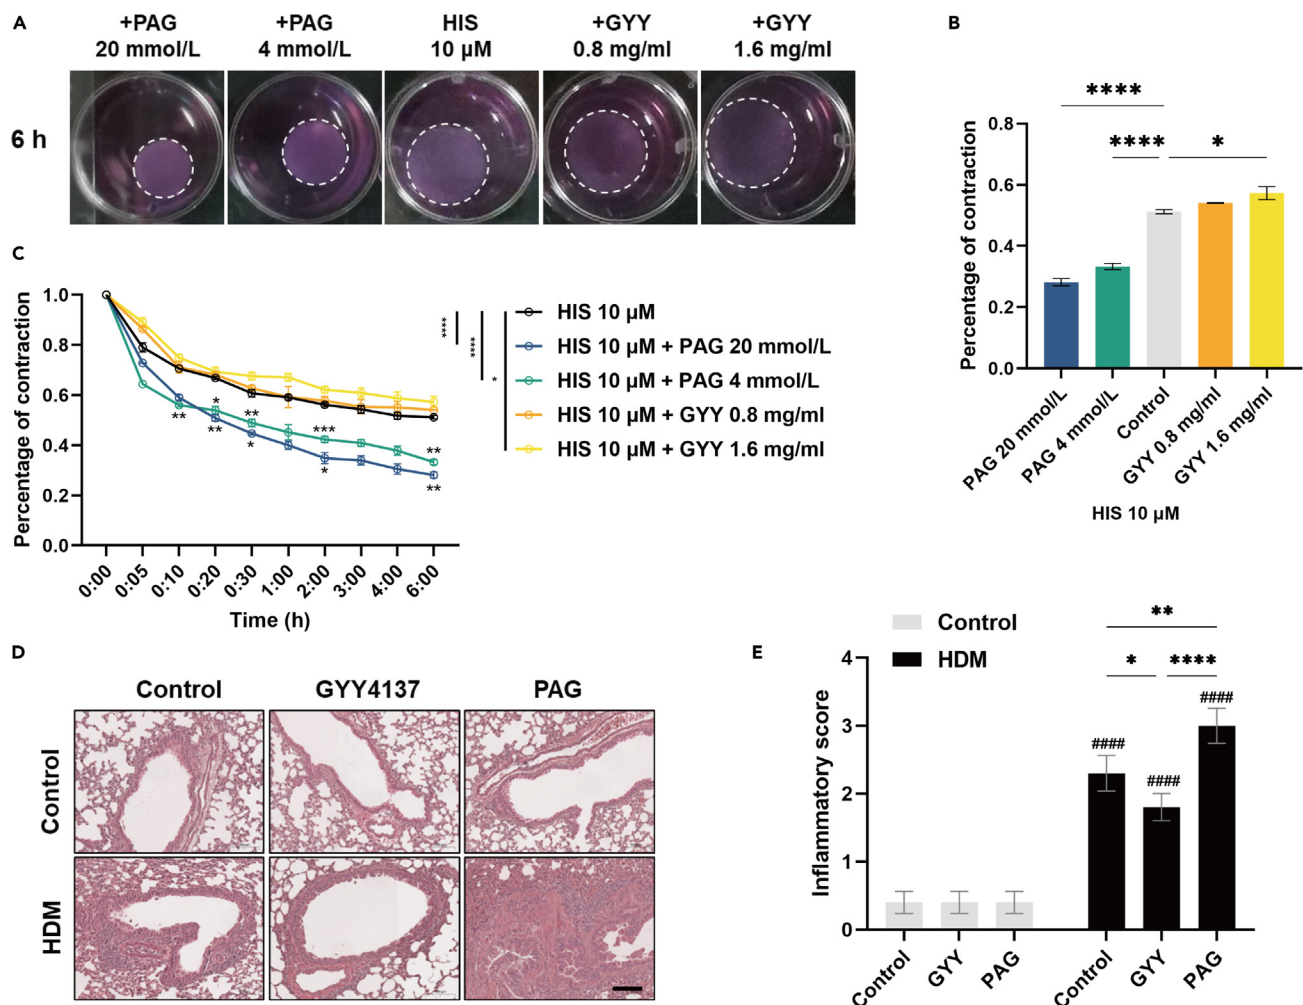 A
+PAG
20 mmol/L
+PAG
4 mmol/L
HIS
10 µM
+GYY
0.8 mg/ml
+GYY
1.6 mg/ml
6 h
B
****
**** *
Percentage of contraction
0.8
0.6
0.4
0.2
0.0
PAG 20 mmol/L
PAG 4 mmol/L
Control
GYY 0.8 mg/ml
GYY 1.6 mg/ml
HIS 10 µM
C
Percentage of contraction
1.0
0.8
0.6
0.4
0.2
0.0
0:00
0:05
0:10
0:20
0:30
1:00
2:00
3:00
4:00
6:00
Time (h)
**
*
**
**
*
***
*
**
**
****
****
*
HIS 10 µM
HIS 10 µM + PAG 20 mmol/L
HIS 10 µM + PAG 4 mmol/L
HIS 10 µM + GYY 0.8 mg/ml
HIS 10 µM + GYY 1.6 mg/ml
D
Control
GYY4137
PAG
Control
HDM
E
Control
HDM
**
* ****
####
####
####
Inflammatory score
4
3
2
1
0
Control
GYY
PAG
Control
GYY
PAG